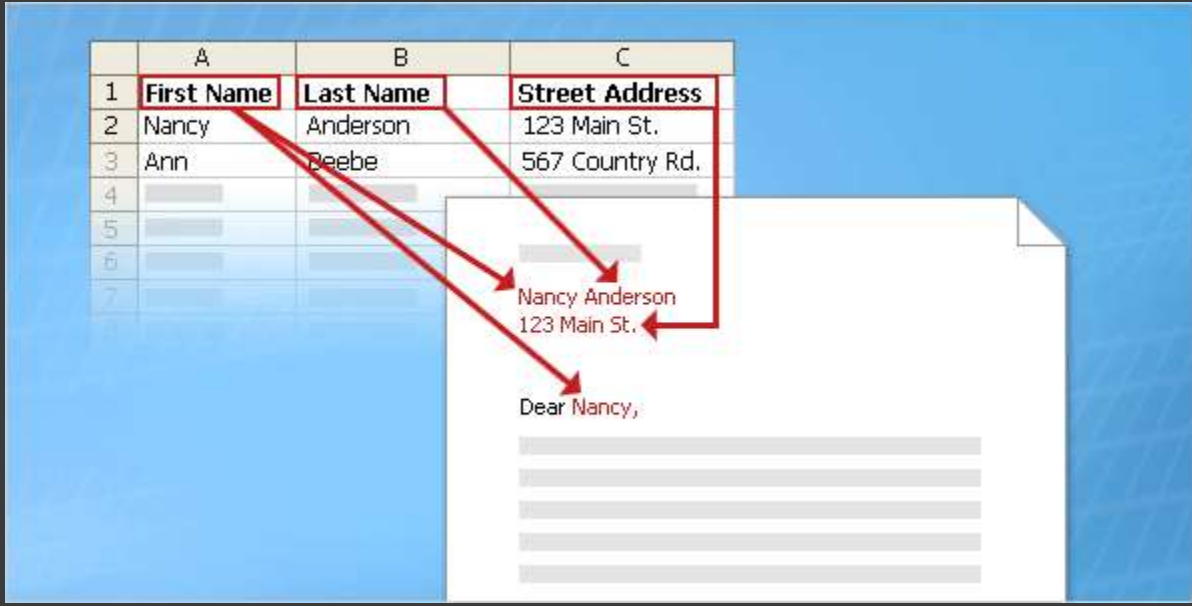 A B C
1 First Name Last Name Street Address
2 Nancy Anderson 123 Main St.
3 Ann Beebe 567 Country Rd.
4
5
6
7
Nancy Anderson
123 Main St.
Dear Nancy,